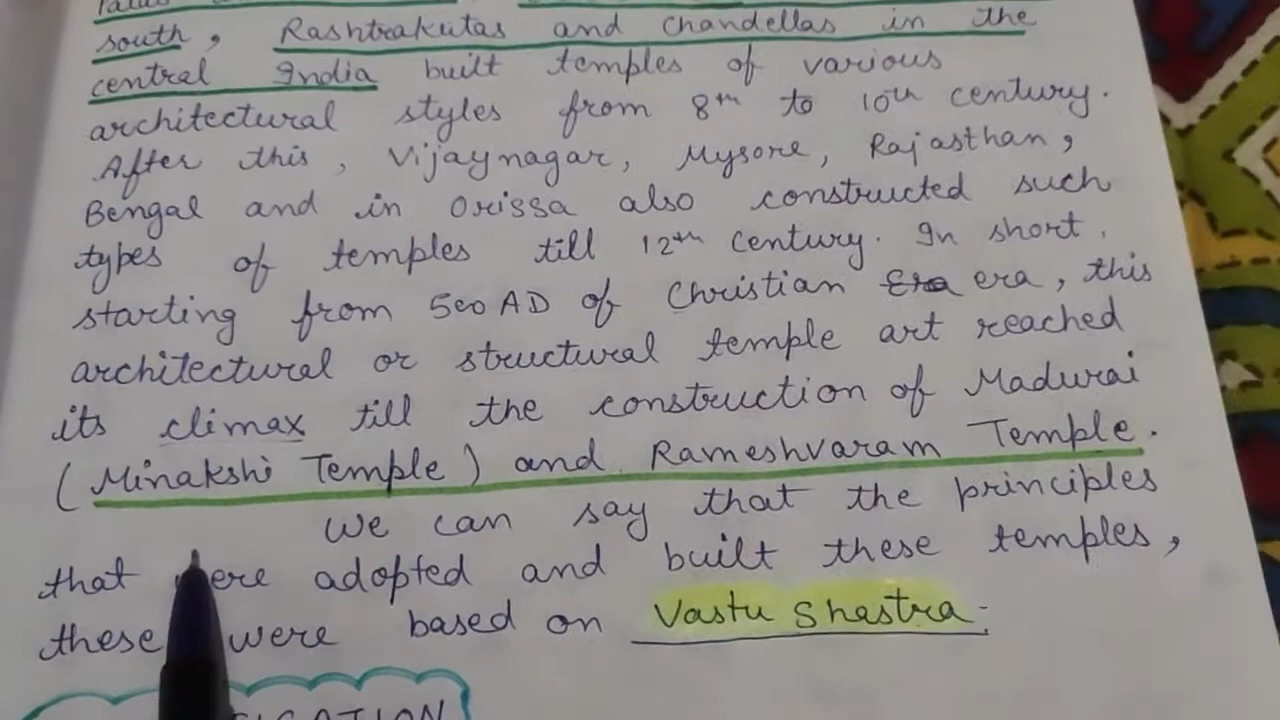 south, Rashtrakutas and Chandellas in the
central India built temples of various
architectural styles from 8th to 10th century.
After this, Vijaynagar, Mysore, Rajasthan,
Bengal and in Orissa also constructed such
types of temples till 12th century. In short,
starting from 500 AD of Christian Era era, this
architectural or structural temple art reached
its climax till the construction of Madurai
(Minakshi Temple) and Rameshvaram Temple.
We can say that the principles
that were adopted and built these temples,
these were based on Vastu Shastra.